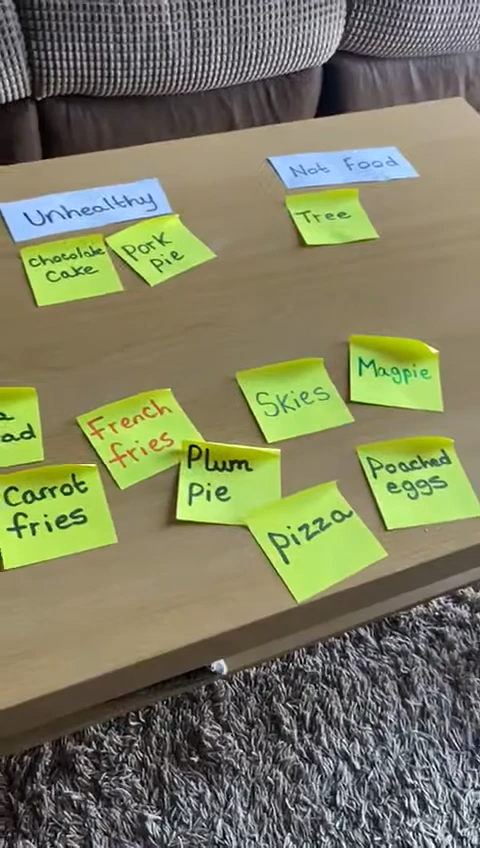 Unhealthy
Not Food
chocolate
cake
Pork
pie
Tree
French
fries
Skies
Magpie
Carrot
fries
Plum
Pie
Pizza
Poached
eggs